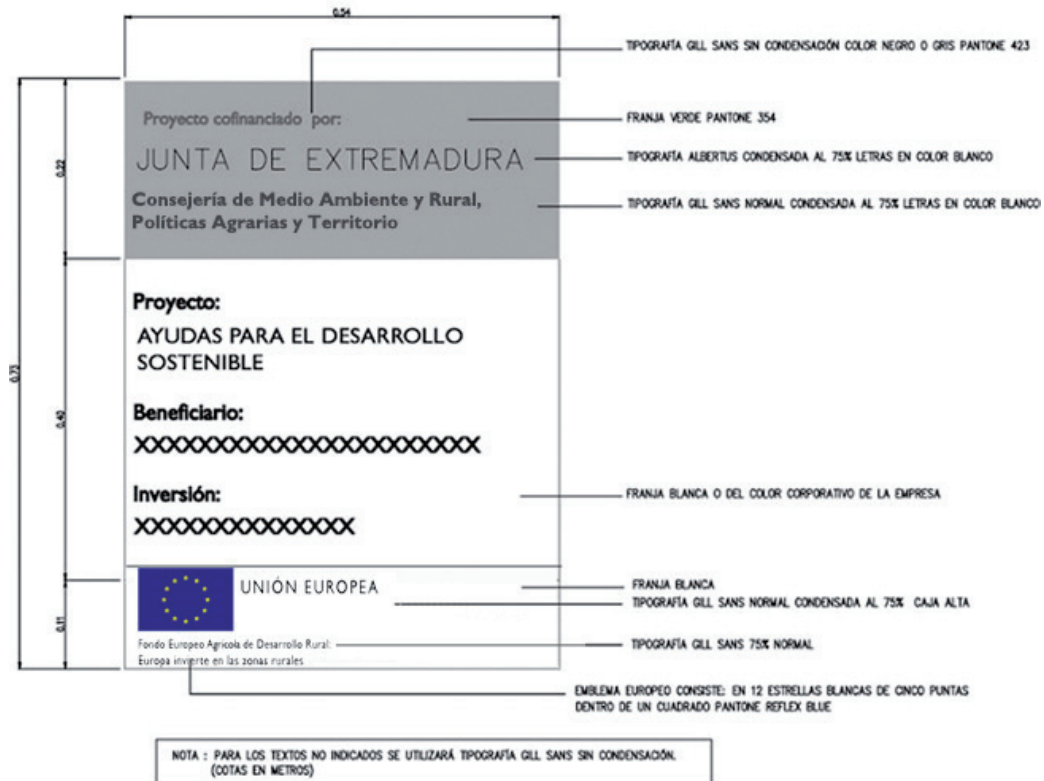 0.54
TIPOGRAFÍA GILL SANS SIN CONDENSACIÓN COLOR NEGRO O GRIS PANTONE 423
Proyecto cofinanciado por:
FRANJA VERDE PANTONE 354
JUNTA DE EXTREMADURA
TIPOGRAFÍA ALBERTUS CONDENSADA AL 75% LETRAS EN COLOR BLANCO
0.22
Consejería de Medio Ambiente y Rural,
Políticas Agrarias y Territorio
TIPOGRAFÍA GILL SANS NORMAL CONDENSADA AL 75% LETRAS EN COLOR BLANCO
Proyecto:
AYUDAS PARA EL DESARROLLO
SOSTENIBLE
0.73
0.40
Beneficiario:
XXXXXXXXXXXXXXXXXXXXXXXX
Inversión:
XXXXXXXXXXXXXXX
FRANJA BLANCA O DEL COLOR CORPORATIVO DE LA EMPRESA
UNIÓN EUROPEA
FRANJA BLANCA
TIPOGRAFÍA GILL SANS NORMAL CONDENSADA AL 75% CAJA ALTA
0.11
Fondo Europeo Agrícola de Desarrollo Rural:
Europa invierte en las zonas rurales
TIPOGRAFÍA GILL SANS 75% NORMAL
EMBLEMA EUROPEO CONSISTE: EN 12 ESTRELLAS BLANCAS DE CINCO PUNTAS
DENTRO DE UN CUADRADO PANTONE REFLEX BLUE
NOTA : PARA LOS TEXTOS NO INDICADOS SE UTILIZARÁ TIPOGRAFÍA GILL SANS SIN CONDENSACIÓN.
(COTAS EN METROS)